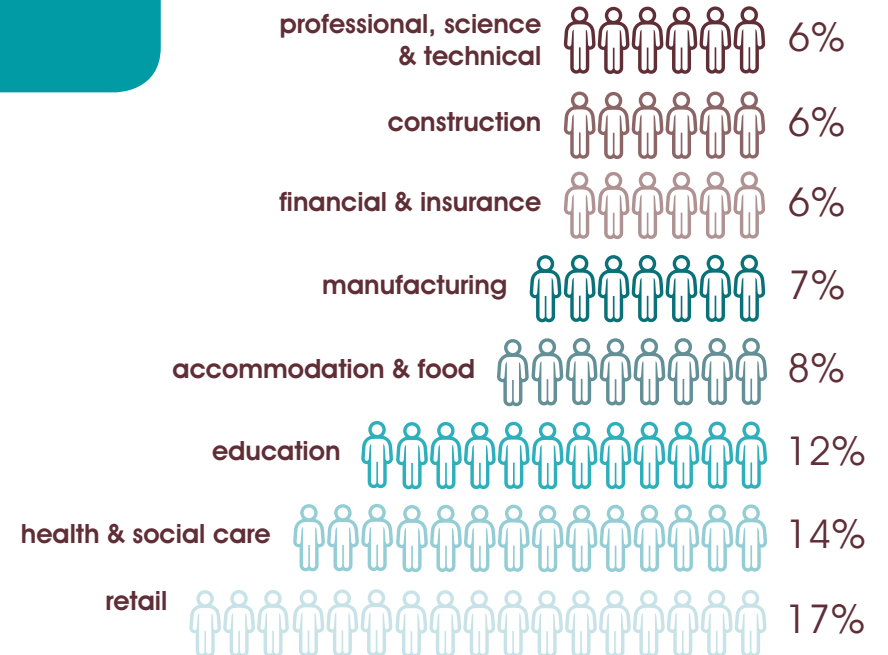 professional, science
& technical
6%
construction
6%
financial & insurance
6%
manufacturing
7%
accommodation & food
8%
education
12%
health & social care
14%
retail
17%